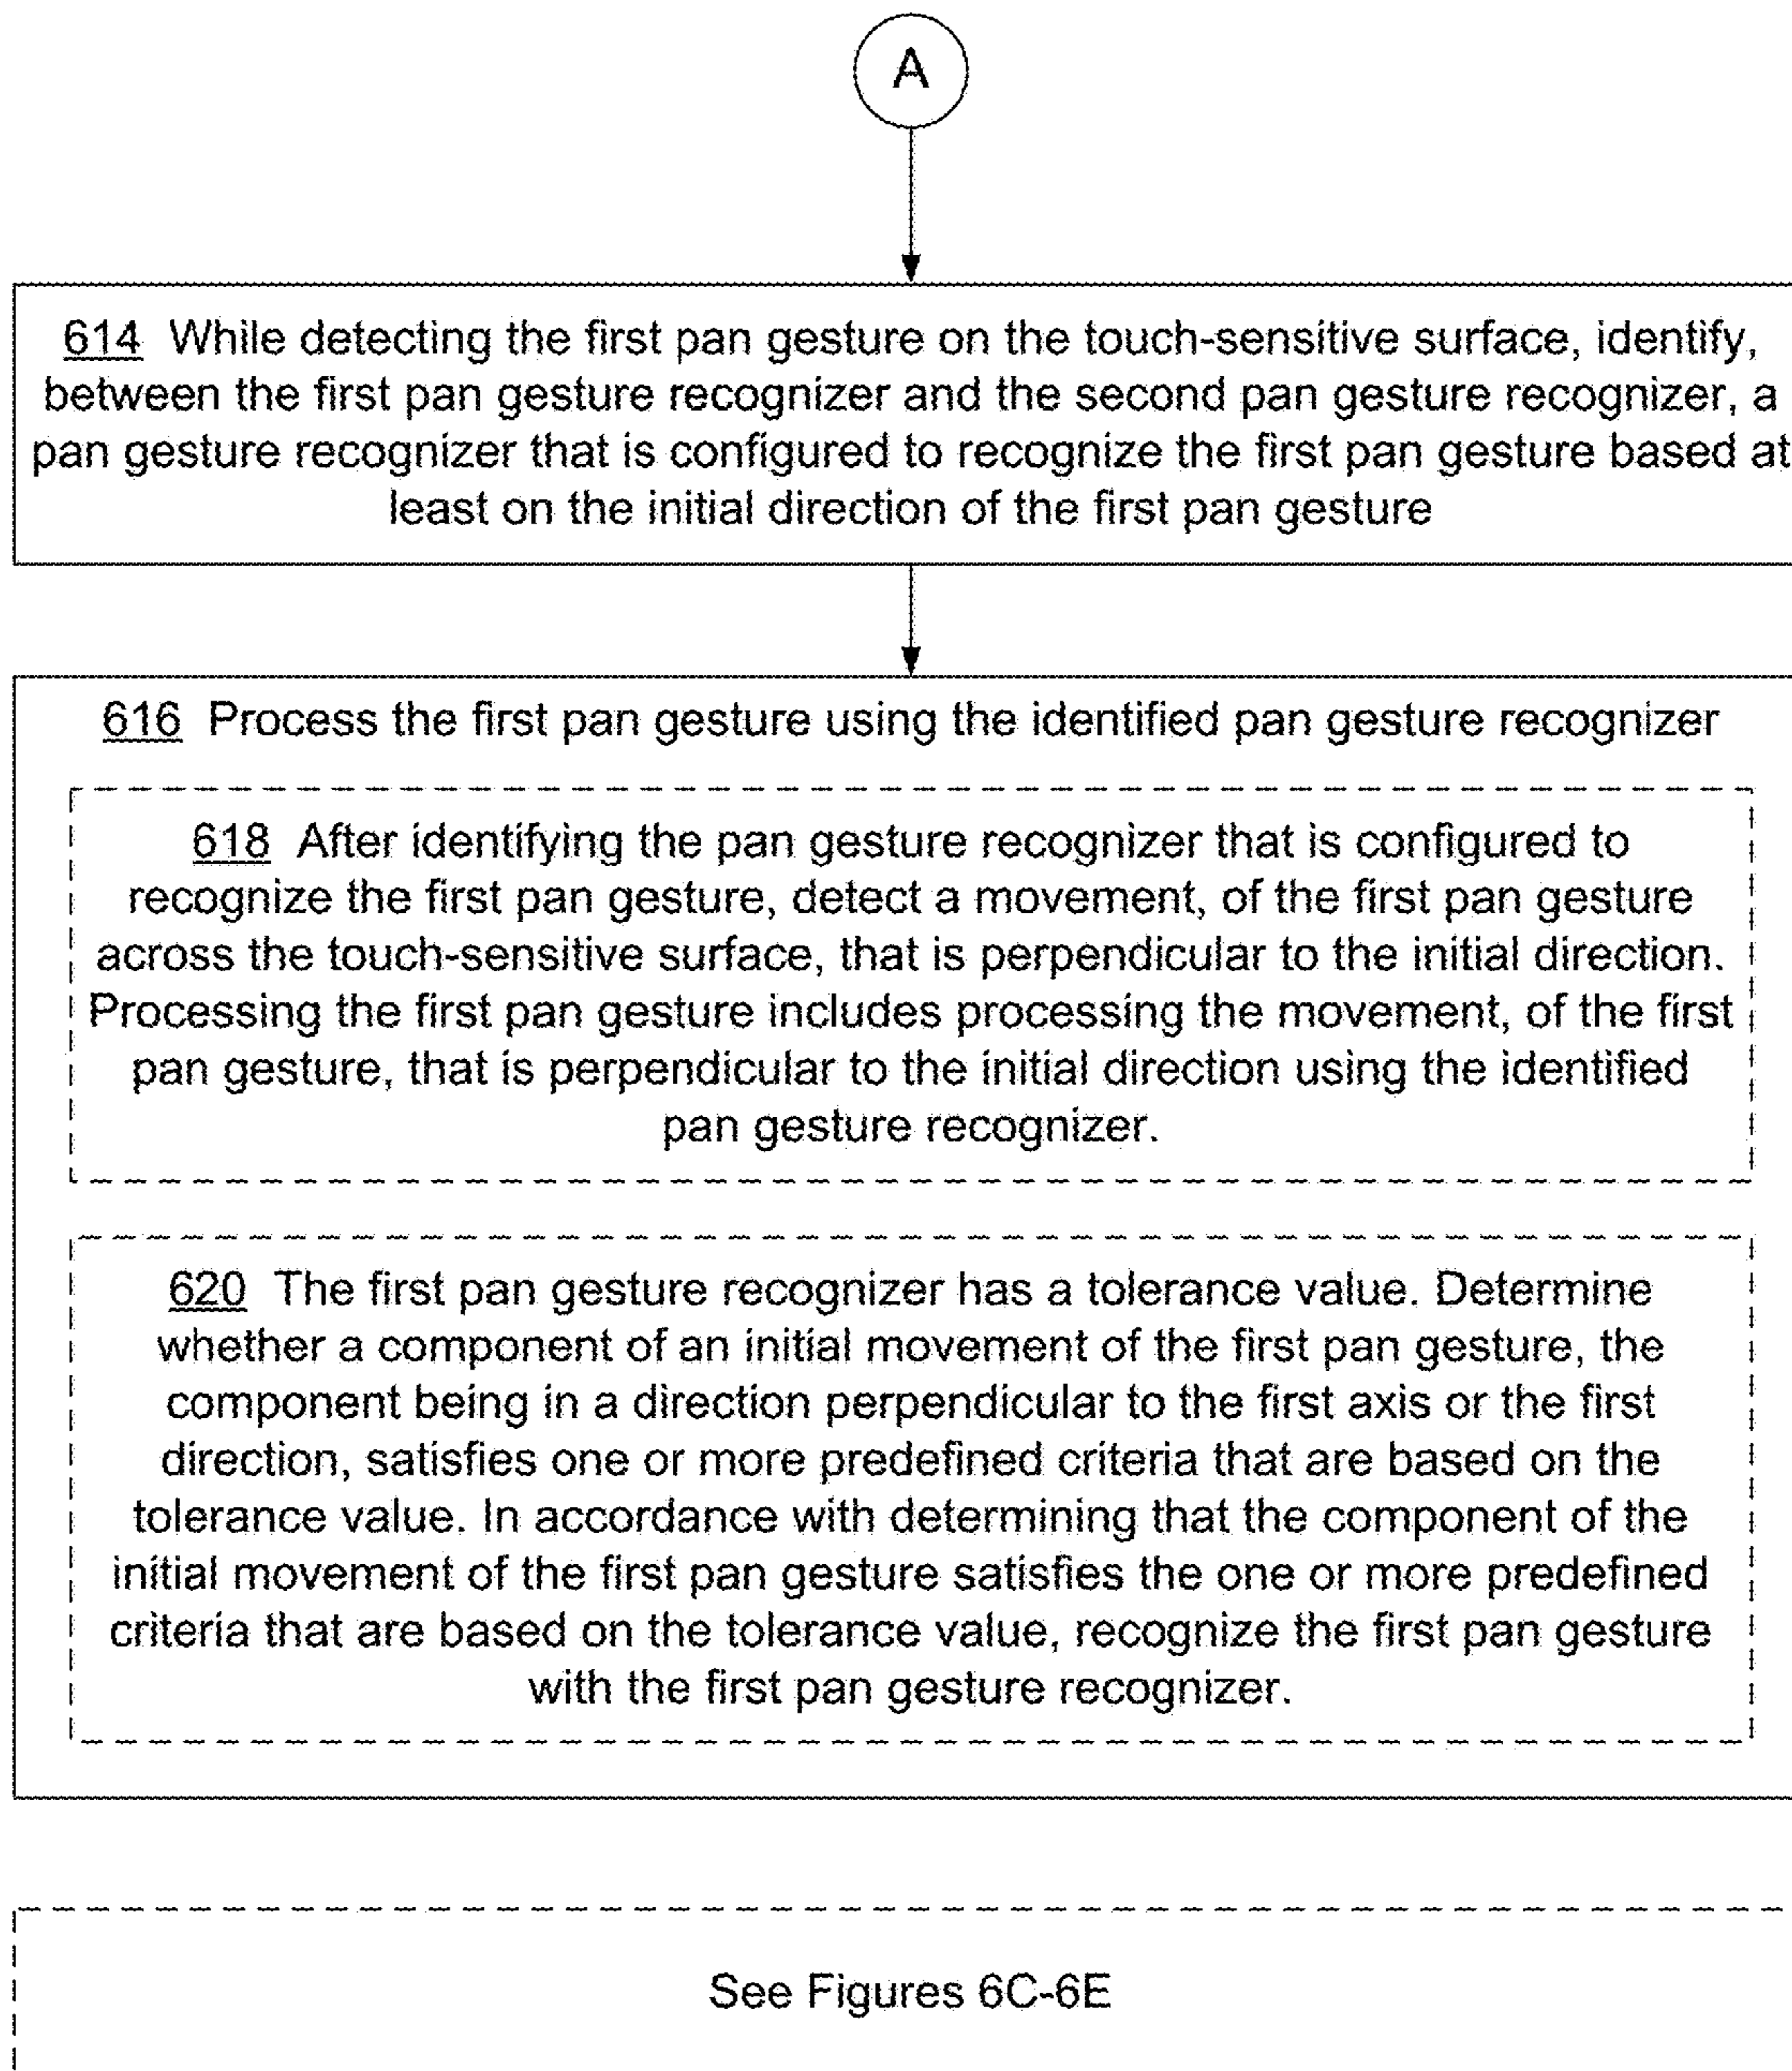 A
614 While detecting the first pan gesture on the touch-sensitive surface, identify,
between the first pan gesture recognizer and the second pan gesture recognizer, a
pan gesture recognizer that is configured to recognize the first pan gesture based at
least on the initial direction of the first pan gesture
616 Process the first pan gesture using the identified pan gesture recognizer
618 After identifying the pan gesture recognizer that is configured to
recognize the first pan gesture, detect a movement, of the first pan gesture
across the touch-sensitive surface, that is perpendicular to the initial direction.
Processing the first pan gesture includes processing the movement, of the first
pan gesture, that is perpendicular to the initial direction using the identified
pan gesture recognizer.
620 The first pan gesture recognizer has a tolerance value. Determine
whether a component of an initial movement of the first pan gesture, the
component being in a direction perpendicular to the first axis or the first
direction, satisfies one or more predefined criteria that are based on the
tolerance value. In accordance with determining that the component of the
initial movement of the first pan gesture satisfies the one or more predefined
criteria that are based on the tolerance value, recognize the first pan gesture
with the first pan gesture recognizer.
See Figures 6C-6E